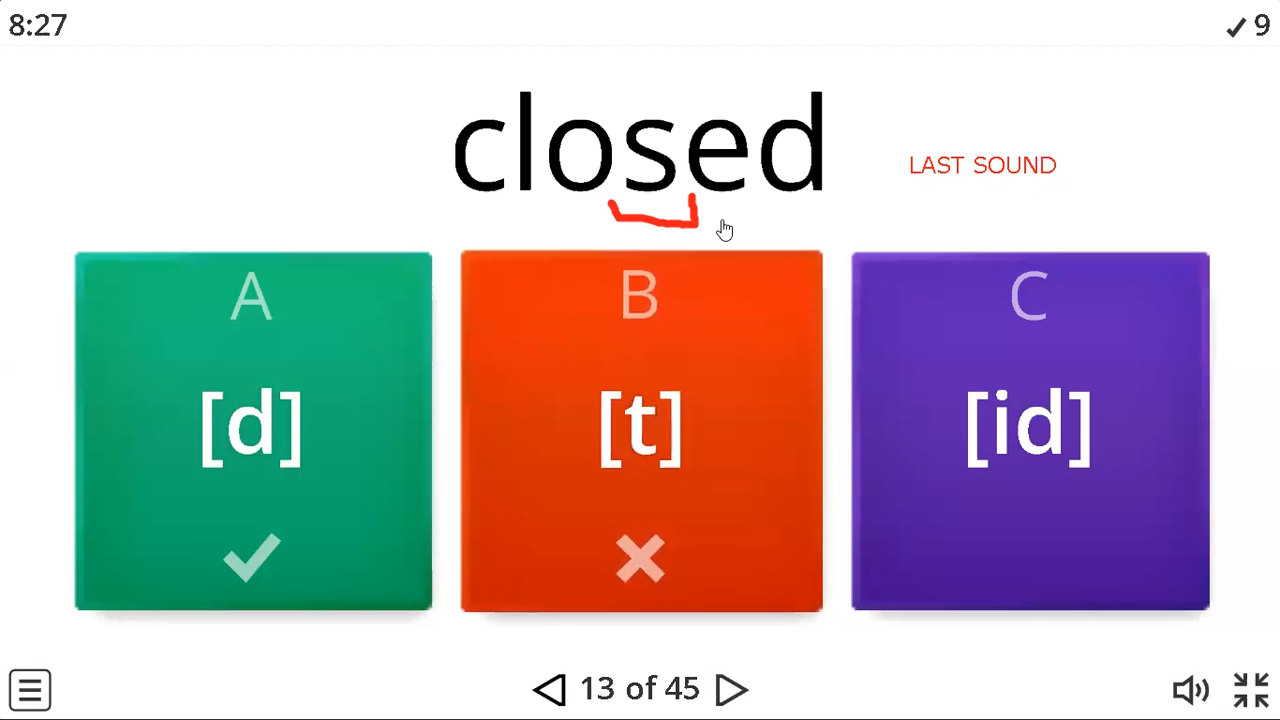 8:27
9
closed
LAST SOUND
A
B
C
[d]
[t]
[id]
13 of 45